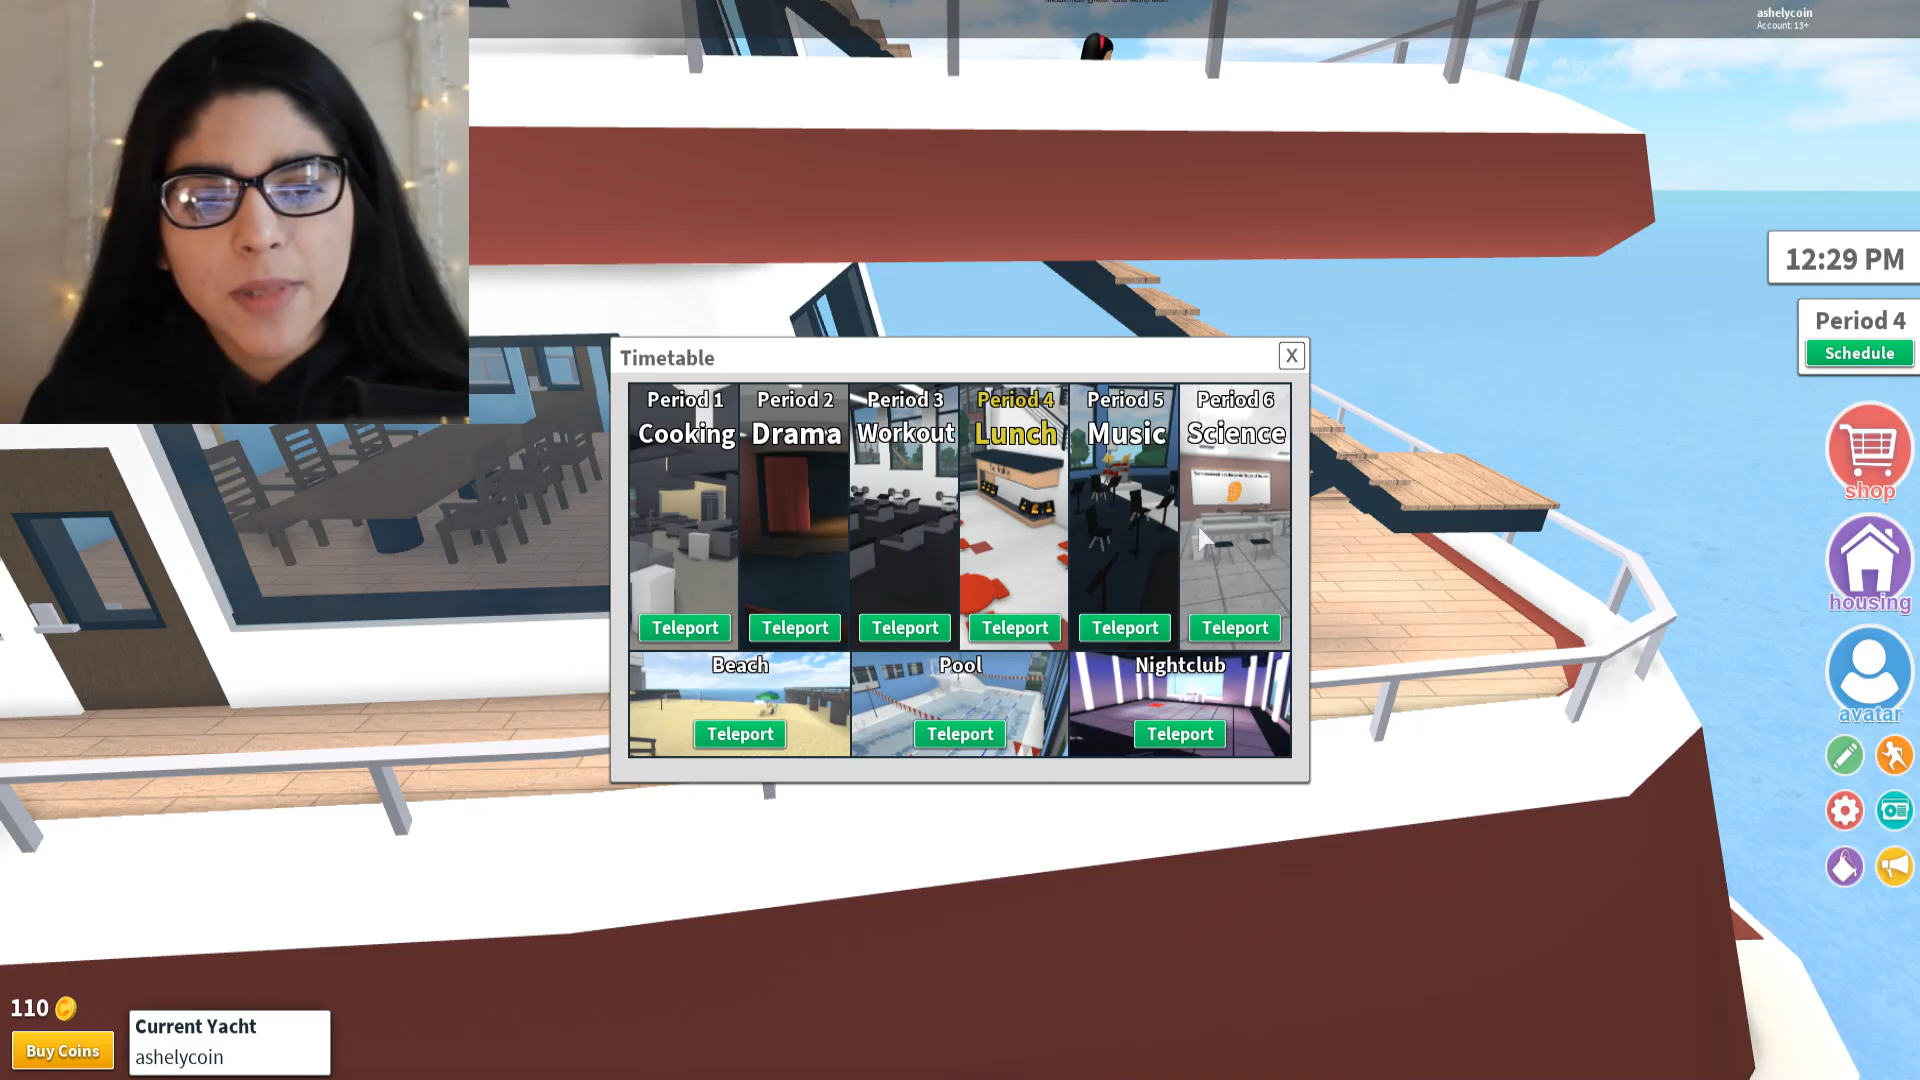 ashelycoin
Account: 13+
12:29 PM
Period 4
Schedule
Timetable
X
Period 1
Cooking
Teleport
Period 2
Drama
Teleport
Period 3
Workout
Teleport
Period 4
Lunch
Teleport
Period 5
Music
Teleport
Period 6
Science
Teleport
Beach
Teleport
Pool
Teleport
Nightclub
Teleport
shop
housing
avatar
110
Buy Coins
Current Yacht
ashelycoin